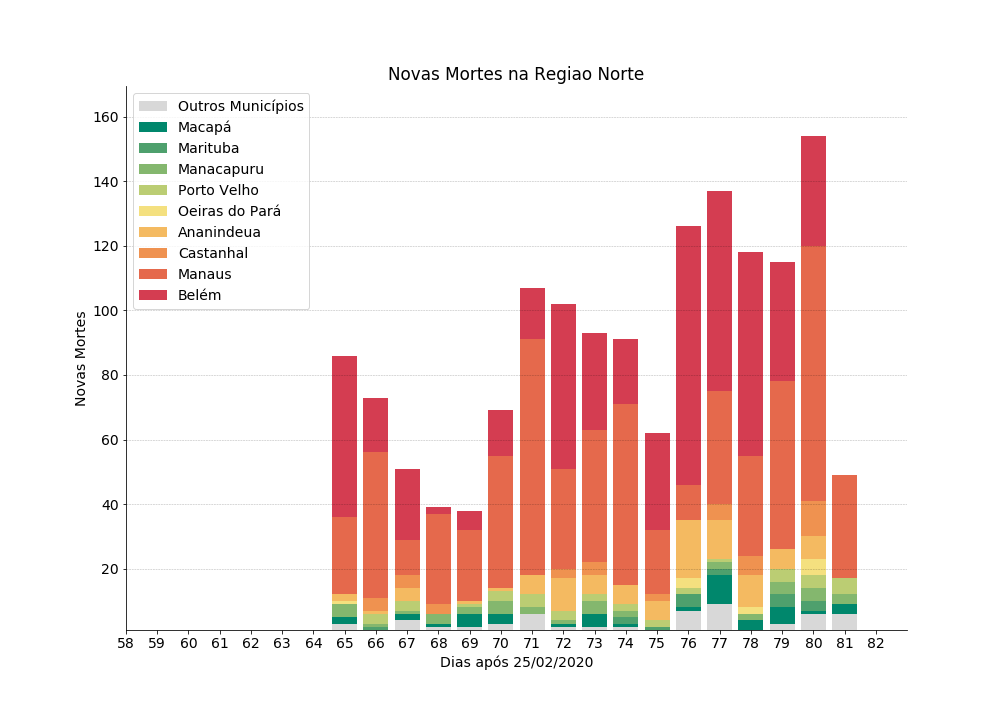 Novas Mortes na Regiao Norte
Outros Municípios
Macapá
Marituba
Manacapuru
Porto Velho
Oeiras do Pará
Ananindeua
Castanhal
Manaus
Belém
160
140
120
100
80
60
40
20
Novas Mortes
58 59 60 61 62 63 64 65 66 67 68 69 70 71 72 73 74 75 76 77 78 79 80 81 82
Dias após 25/02/2020